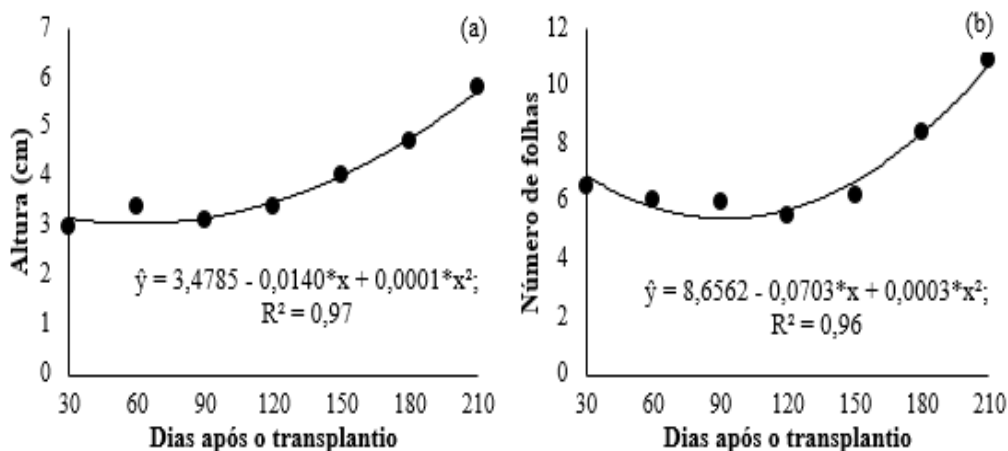 (a)
Altura (cm)
7
6
5
4
3
2
1
0
ŷ = 3,4785 - 0,0140*x + 0,0001*x²;
R² = 0,97
30 60 90 120 150 180 210
Dias após o transplantio
(b)
Número de folhas
12
10
8
6
4
2
0
ŷ = 8,6562 - 0,0703*x + 0,0003*x²;
R² = 0,96
30 60 90 120 150 180 210
Dias após o transplantio